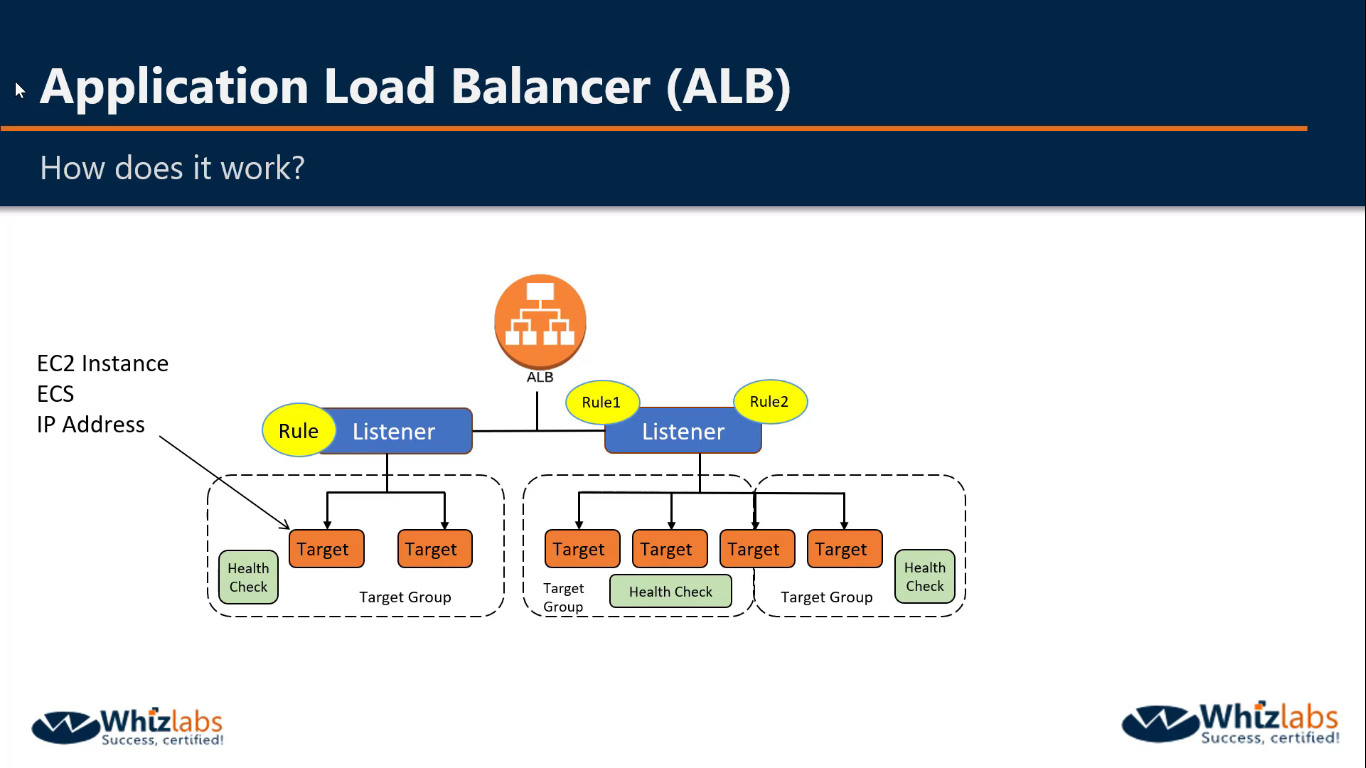 Application Load Balancer (ALB)
How does it work?
ALB
EC2 Instance
ECS
IP Address
Rule
Listener
Rule1
Listener
Rule2
Target
Target
Health
Check
Target Group
Target
Target
Target
Target
Target
Group
Health Check
Target Group
Health
Check
Whizlabs
Success, certified!
Whizlabs
Success, certified!